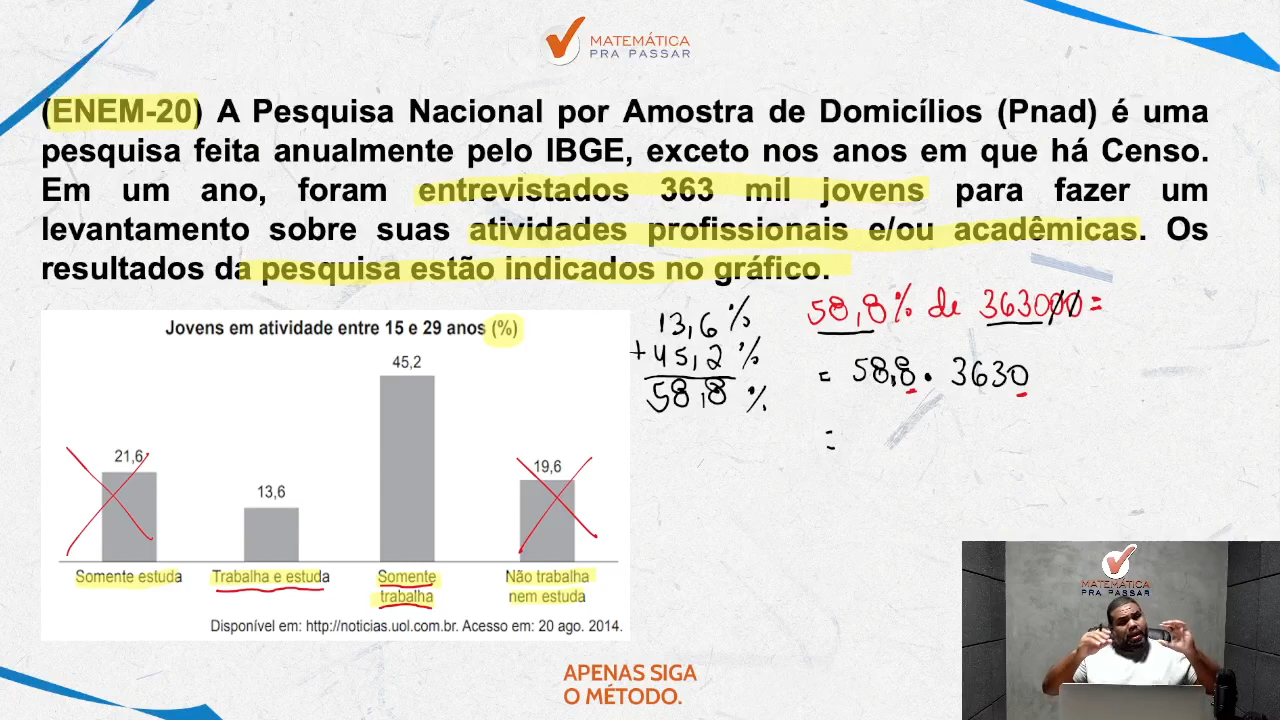 MATEMÁTICA
PRA PASSAR
(ENEM-20) A Pesquisa Nacional por Amostra de Domicílios (Pnad) é uma
pesquisa feita anualmente pelo IBGE, exceto nos anos em que há Censo.
Em um ano, foram entrevistados 363 mil jovens para fazer um
levantamento sobre suas atividades profissionais e/ou acadêmicas. Os
resultados da pesquisa estão indicados no gráfico.
Jovens em atividade entre 15 e 29 anos (%)
45,2
21,6
19,6
13,6
Somente estuda
Trabalha e estuda
Somente
trabalha
Não trabalha
nem estuda
Disponível em: http://noticias.uol.com.br. Acesso em: 20 ago. 2014.
13,6 %
+45,2 %
58,8 %
58,8% de 363000 =
= 58,8 . 3630
=
MATEMÁTICA
PRA PASSAR
APENAS SIGA
O MÉTODO.